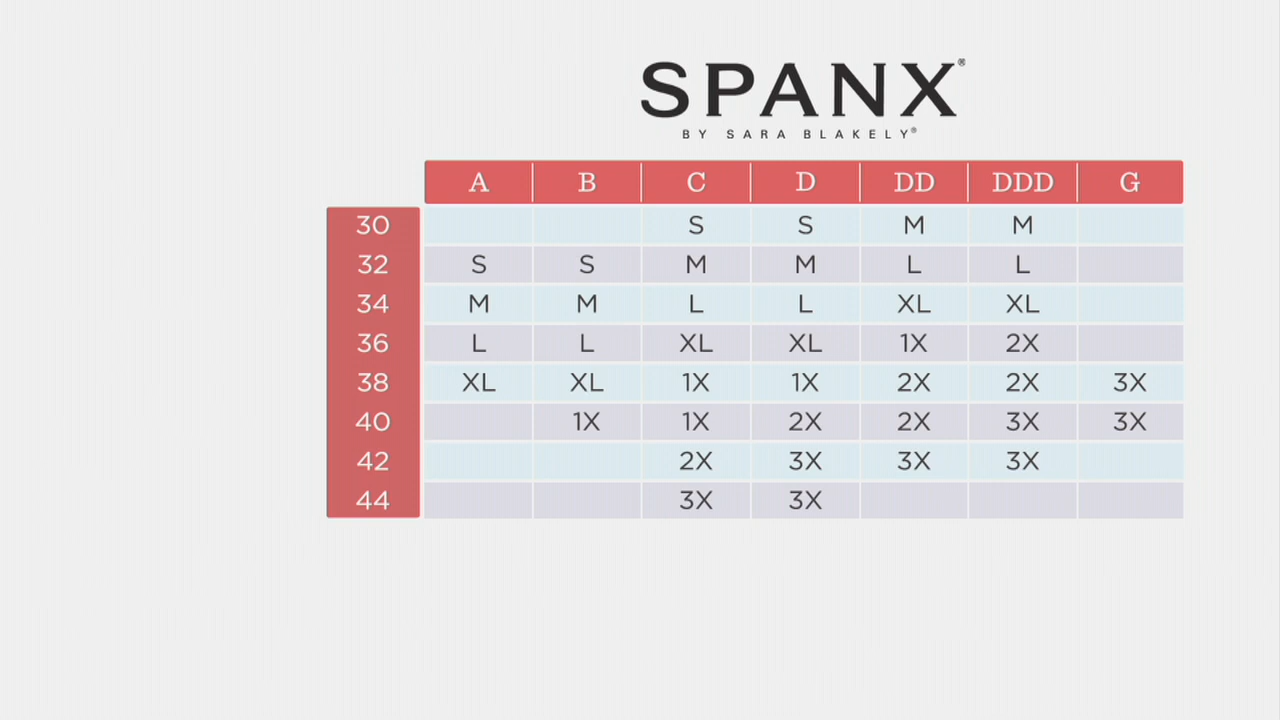 SPANX®
BY SARA BLAKELY®
A B C D DD DDD G
30 S S M M
32 S S M M L L
34 M M L L XL XL
36 L L XL XL 1X 2X
38 XL XL 1X 1X 2X 2X 3X
40 1X 1X 2X 2X 3X 3X
42 2X 3X 3X 3X
44 3X 3X